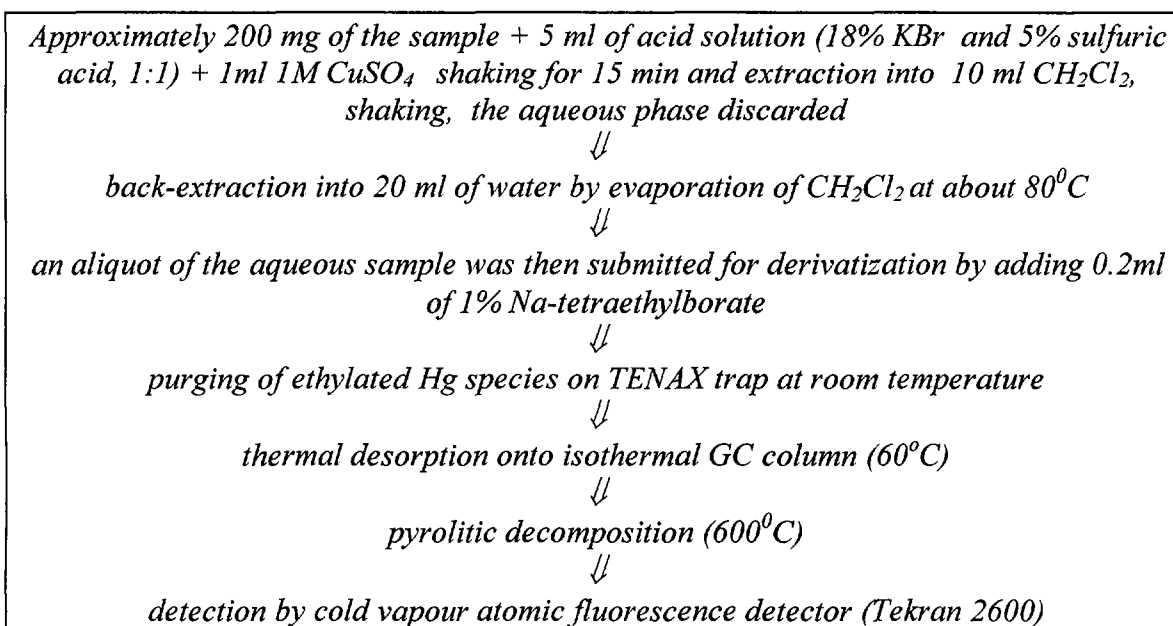 Approximately 200 mg of the sample + 5 ml of acid solution (18% KBr and 5% sulfuric
acid, 1:1) + 1ml 1M CuSO₄ shaking for 15 min and extraction into 10 ml CH₂Cl₂,
shaking, the aqueous phase discarded
⇓
back-extraction into 20 ml of water by evaporation of CH₂Cl₂ at about 80⁰C
⇓
an aliquot of the aqueous sample was then submitted for derivatization by adding 0.2ml
of 1% Na-tetraethylborate
⇓
purging of ethylated Hg species on TENAX trap at room temperature
⇓
thermal desorption onto isothermal GC column (60°C)
⇓
pyrolitic decomposition (600⁰C)
⇓
detection by cold vapour atomic fluorescence detector (Tekran 2600)